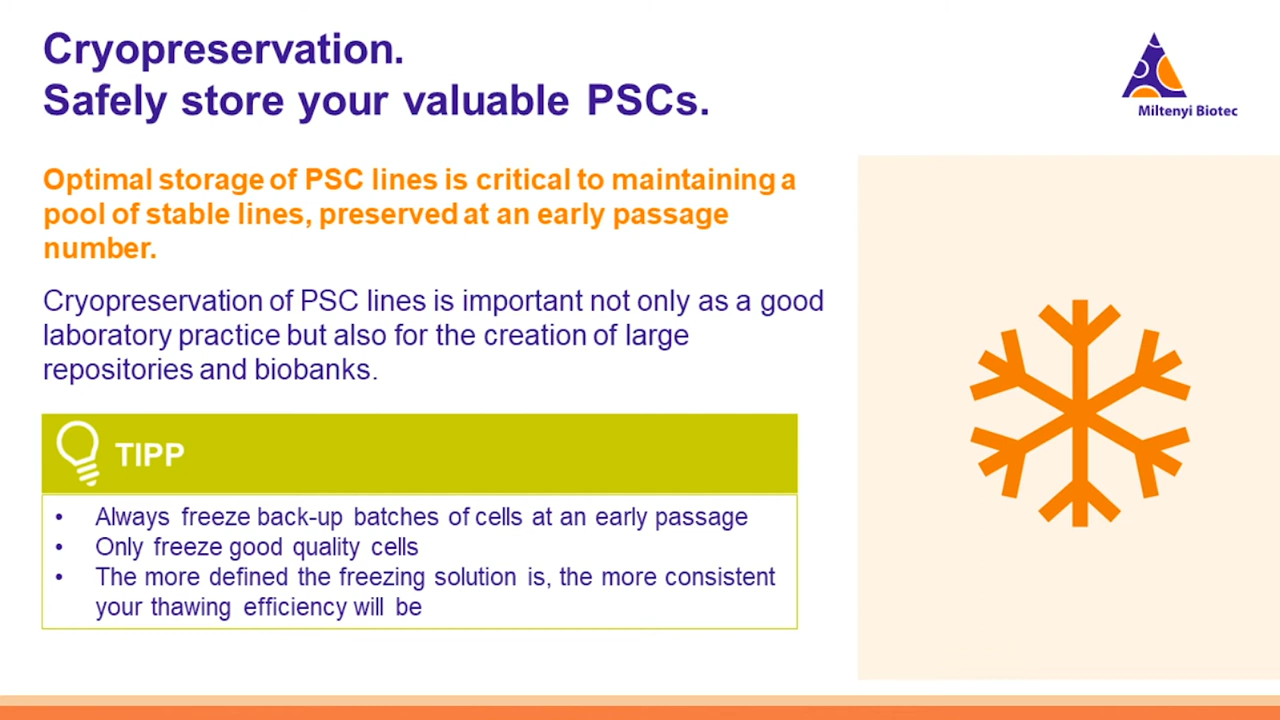 Cryopreservation.
Safely store your valuable PSCs.
Miltenyi Biotec
Optimal storage of PSC lines is critical to maintaining a
pool of stable lines, preserved at an early passage
number.
Cryopreservation of PSC lines is important not only as a good
laboratory practice but also for the creation of large
repositories and biobanks.
TIPP
• Always freeze back-up batches of cells at an early passage
• Only freeze good quality cells
• The more defined the freezing solution is, the more consistent
your thawing efficiency will be